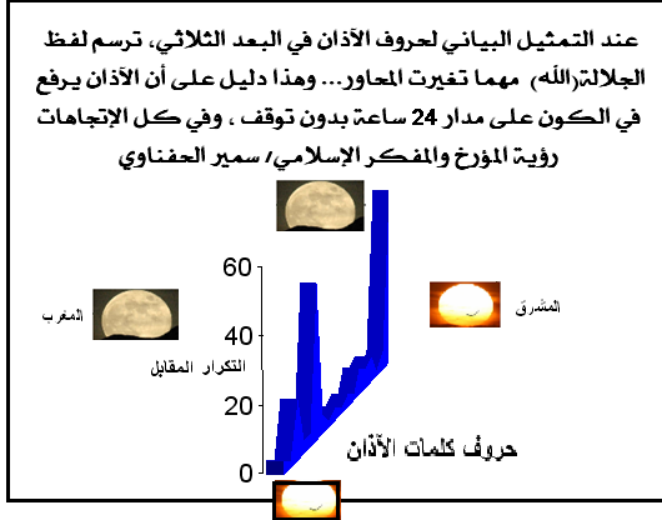 عند التمثيل البياني لحروف الآذان في البعد الثلاثي، ترسم لفظ
الجلالة(الله) مهما تغيرت المحاور... وهذا دليل على أن الآذان يرفع
في الكون على مدار 24 ساعة بدون توقف ، وفي كل الإتجاهات
رؤية المؤرخ والمفكر الإسلامي/ سمير الحفناوي
60
المشرق
المغرب
40
التكرار المقابل
20
حروف كلمات الآذان
0